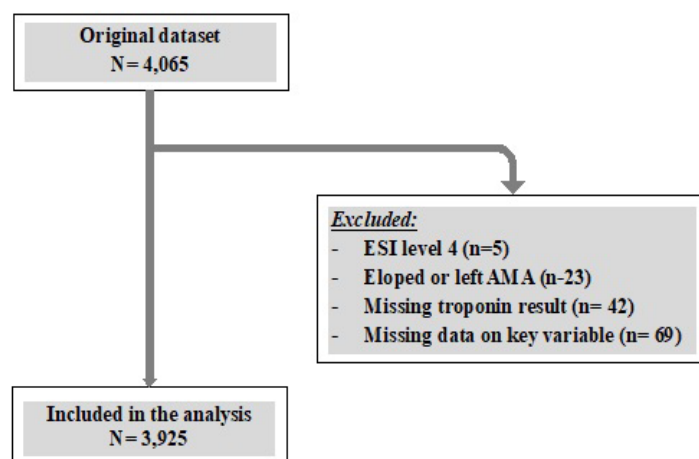 Original dataset
N= 4,065
Excluded:
- ESI level 4 (n=5)
- Eloped or left AMA (n-23)
- Missing troponin result (n= 42)
- Missing data on key variable (n= 69)
Included in the analysis
N= 3,925